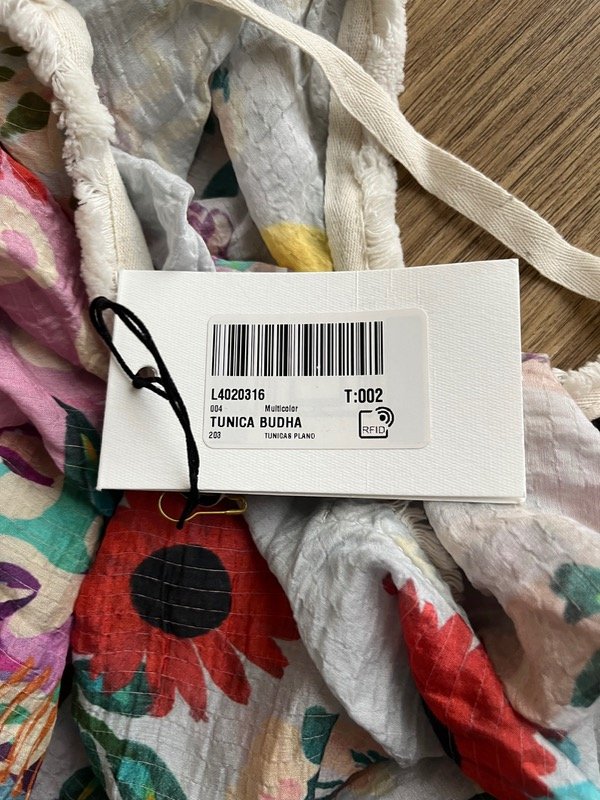 L4020316 T:002
004 Multicolor
TUNICA BUDHA
203 TUNICAS PLANO
RFID